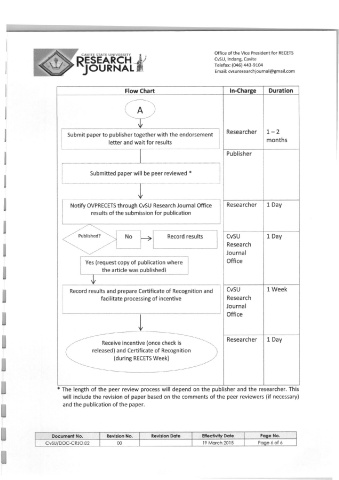 CAVITE STATE UNIVERSITY
RESEARCH
JOURNAL
Office of the Vice President for RECETS
CvSU, Indang, Cavite
Telefax: (046) 443-9104
Email: cvsuresearchjournal@gmail.com
Flow Chart In-Charge Duration
A
Submit paper to publisher together with the endorsement
letter and wait for results
Researcher
1 – 2
months
Publisher
Submitted paper will be peer reviewed *
Notify OVPRECETS through CvSU Research Journal Office
results of the submission for publication
Researcher
1 Day
Published?
No
Record results
CvSU
Research
Journal
Office
1 Day
Yes (request copy of publication where
the article was published)
Record results and prepare Certificate of Recognition and
facilitate processing of incentive
CvSU
Research
Journal
Office
1 Week
Receive incentive (once check is
released) and Certificate of Recognition
(during RECETS Week)
Researcher
1 Day
* The length of the peer review process will depend on the publisher and the researcher. This
will include the revision of paper based on the comments of the peer reviewers (if necessary)
and the publication of the paper.
Document No. Revision No. Revision Date Effectivity Date Page No.
00 19 March 2018 Page 6 of 6